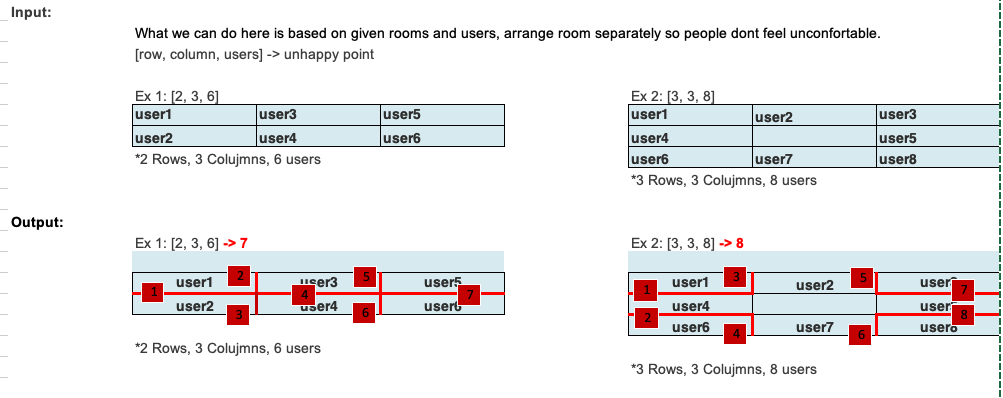 Input:
What we can do here is based on given rooms and users, arrange room separately so people dont feel unconfortable.
[row, column, users] -> unhappy point
Ex 1: [2, 3, 6]
user1 user3 user5
user2 user4 user6
*2 Rows, 3 Colujmns, 6 users
Ex 2: [3, 3, 8]
user1 user2 user3
user4 user5
user6 user7 user8
*3 Rows, 3 Colujmns, 8 users
Output:
Ex 1: [2, 3, 6] -> 7
user1 2 user3 5 user5
1 4 7
user2 3 user4 6 user6
*2 Rows, 3 Colujmns, 6 users
Ex 2: [3, 3, 8] -> 8
user1 3 user2 5
1 7
user4
2 8
user6 4 user7 6 user8
*3 Rows, 3 Colujmns, 8 users